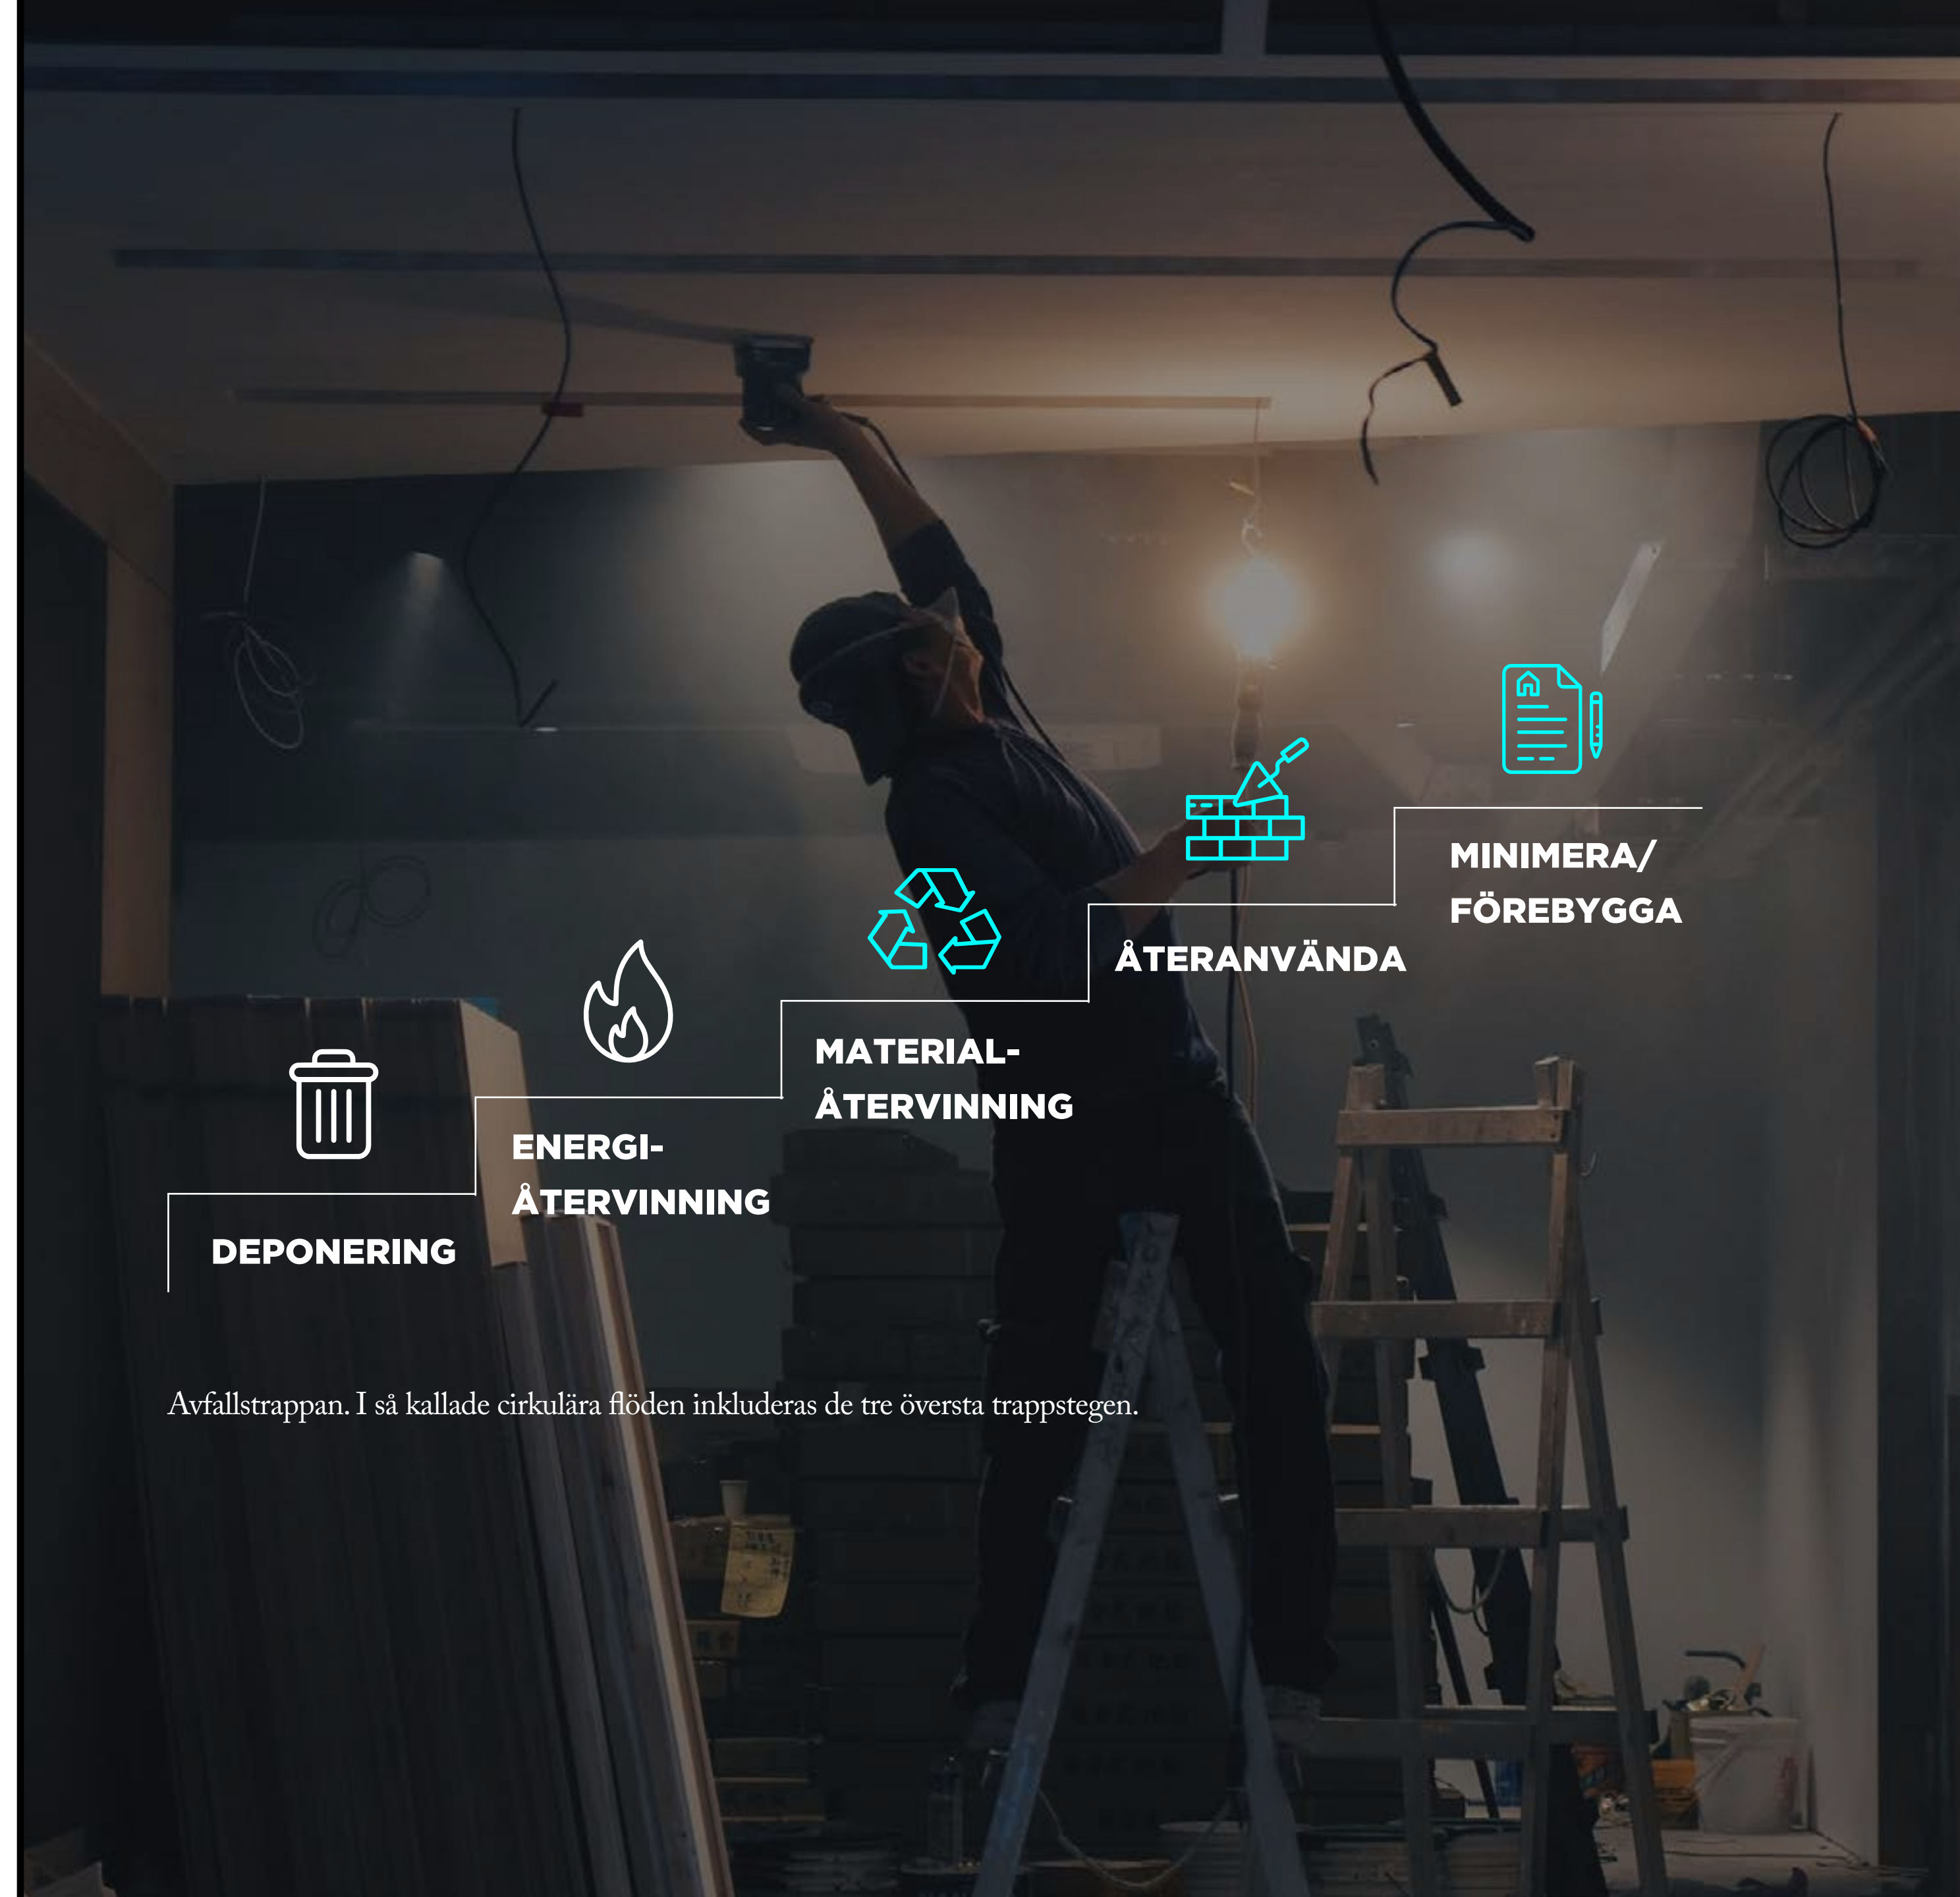 MINIMERA/
FÖREBYGGA
ÅTERANVÄNDA
MATERIAL-
ÅTERVINNING
ENERGI-
ÅTERVINNING
DEPONERING
Avfallstrappan. I så kallade cirkulära flöden inkluderas de tre översta trappstegen.